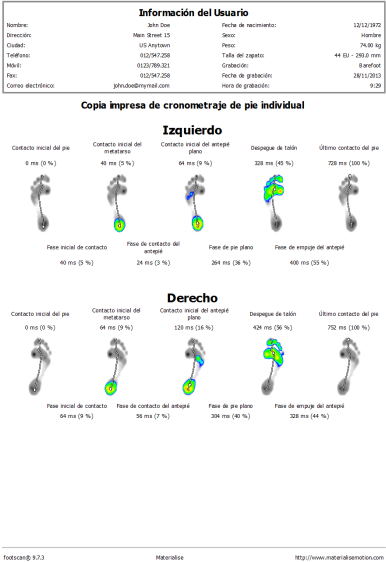 Información del Usuario
Nombre: John Doe Fecha de nacimiento: 12/12/1972
Dirección: Main Street 15 Sexo: Hombre
Ciudad: US Anytown Peso: 74.00 kg
Teléfono: 012/547.258 Talla del zapato: 44 EU - 293.0 mm
Móvil: 0123/789.321 Grabación: Barefoot
Fax: 012/547.258 Fecha de grabación: 28/11/2013
Correo electrónico: john.doe@mymail.com Hora de grabación: 9:29
Copia impresa de cronometraje de pie individual
Izquierdo
Contacto inicial del pie Contacto inicial del metatarso Contacto inicial del antepié plano Despegue de talón Último contacto del pie
0 ms (0 %) 40 ms (5 %) 64 ms (9 %) 328 ms (45 %) 728 ms (100 %)
Fase inicial de contacto Fase de contacto del antepié Fase de pie plano Fase de empuje del antepié
40 ms (5 %) 24 ms (3 %) 264 ms (36 %) 400 ms (55 %)
Derecho
Contacto inicial del pie Contacto inicial del metatarso Contacto inicial del antepié plano Despegue de talón Último contacto del pie
0 ms (0 %) 64 ms (9 %) 120 ms (16 %) 424 ms (56 %) 752 ms (100 %)
Fase inicial de contacto Fase de contacto del antepié Fase de pie plano Fase de empuje del antepié
64 ms (9 %) 56 ms (7 %) 304 ms (40 %) 328 ms (44 %)
footscan® 9.7.3 Materialise http://www.materialisemotion.com